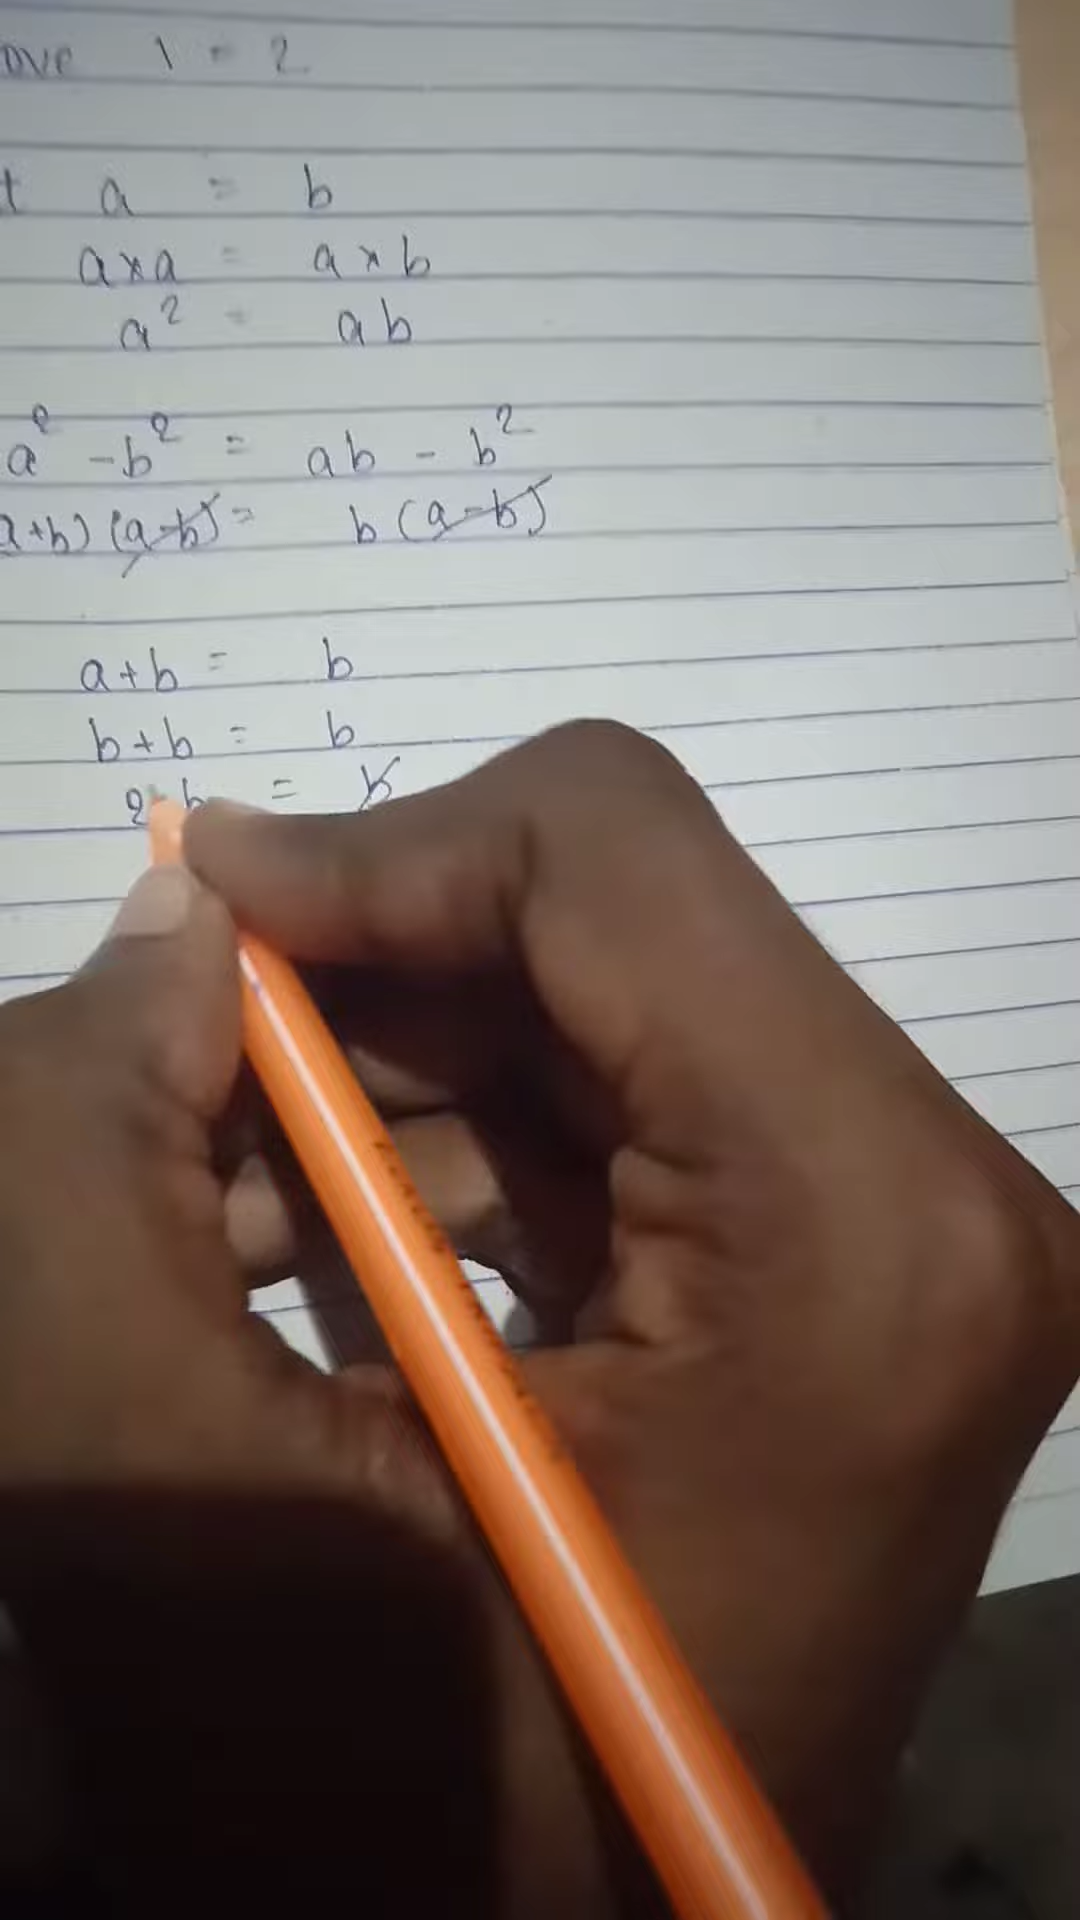 ove 1 = 2
t a = b
a×a = a×b
a² = ab
a² - b² = ab - b²
a+b) (a-b) = b (a-b)
a+b = b
b+b = b
2 b = b